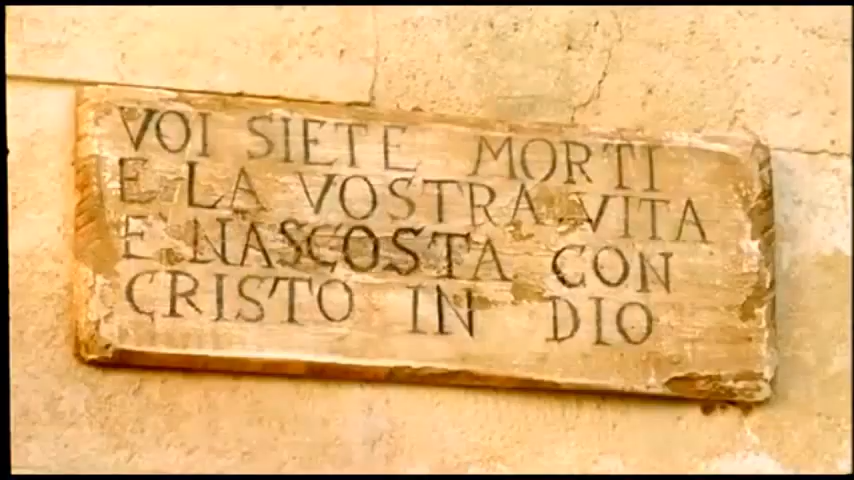 VOI SIETE MORTI
E LA VOSTRA VITA
E' NASCOSTA CON
CRISTO IN DIO